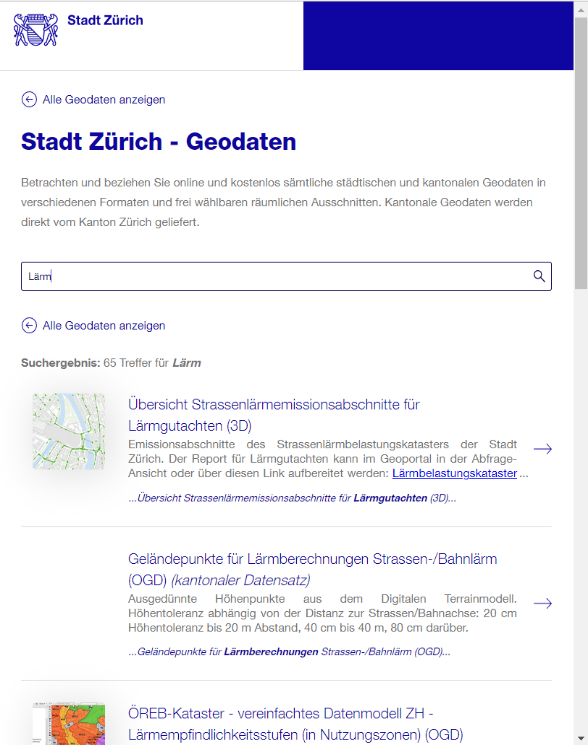 Stadt Zürich
Alle Geodaten anzeigen
Stadt Zürich - Geodaten
Betrachten und beziehen Sie online und kostenlos sämtliche städtischen und kantonalen Geodaten in
verschiedenen Formaten und frei wählbaren räumlichen Ausschnitten. Kantonale Geodaten werden
direkt vom Kanton Zürich geliefert.
Lärm
Alle Geodaten anzeigen
Suchergebnis: 65 Treffer für Lärm
Übersicht Strassenlärmemissionsabschnitte für
Lärmgutachten (3D)
Emissionsabschnitte des Strassenlärmbelastungskatasters der Stadt
Zürich. Der Report für Lärmgutachten kann im Geoportal in der Abfrage-
Ansicht oder über diesen Link aufbereitet werden: Lärmbelastungskataster ...
...Übersicht Strassenlärmemissionsabschnitte für Lärmgutachten (3D)...
Geländepunkte für Lärmberechnungen Strassen-/Bahnlärm
(OGD) (kantonaler Datensatz)
Ausgedünnte Höhenpunkte aus dem Digitalen Terrainmodell.
Höhentoleranz abhängig von der Distanz zur Strassen/Bahnachse: 20 cm
Höhentoleranz bis 20 m Abstand, 40 cm bis 40 m, 80 cm darüber.
...Geländepunkte für Lärmberechnungen Strassen-/Bahnlärm (OGD)...
ÖREB-Kataster - vereinfachtes Datenmodell ZH -
Lärmempfindlichkeitsstufen (in Nutzungszonen) (OGD)